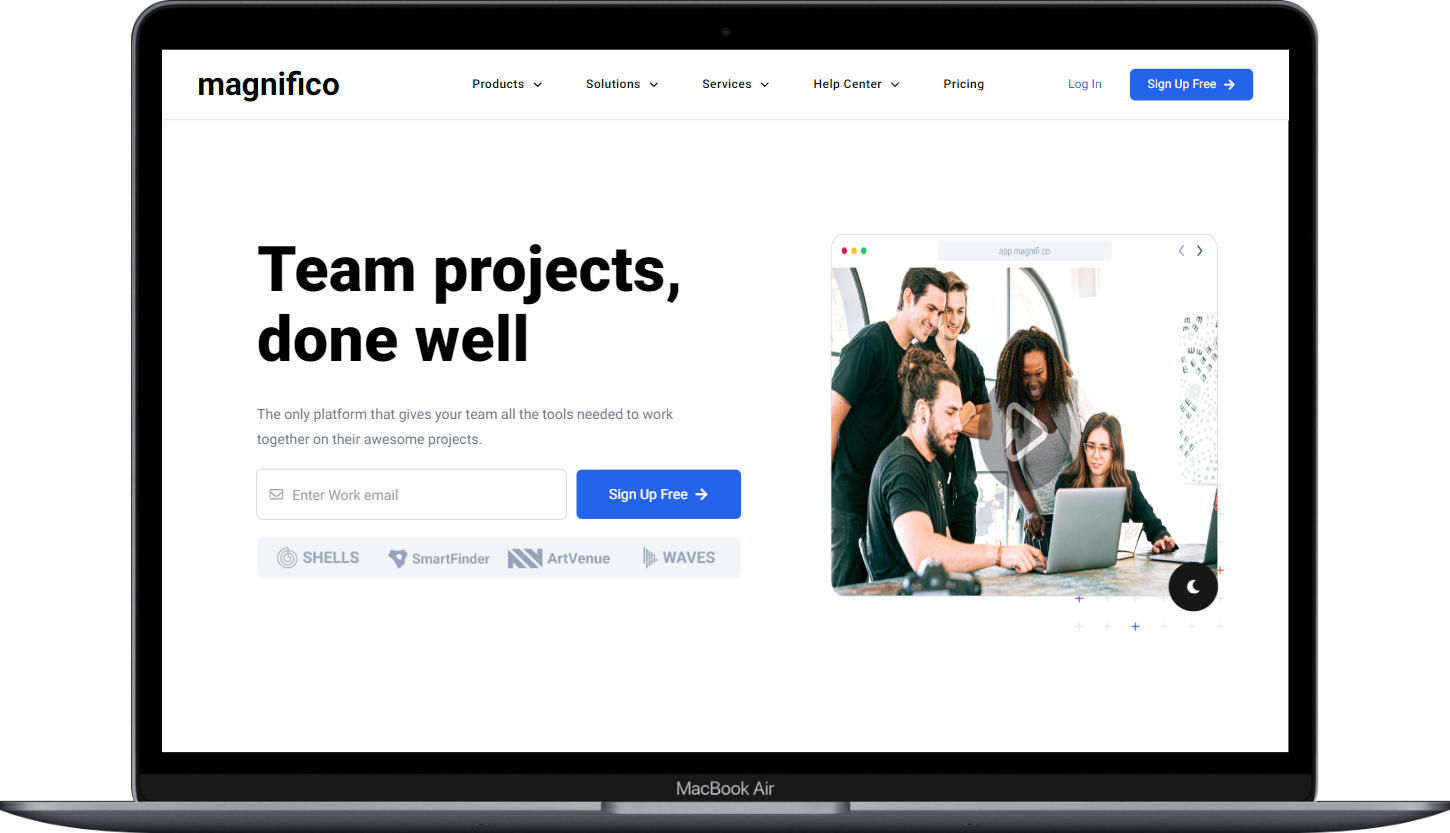 magnifico
Products
Solutions
Services
Help Center
Pricing
Log In
Sign Up Free
Team projects,
done well
The only platform that gives your team all the tools needed to work
together on their awesome projects.
Enter Work email
Sign Up Free
SHELLS
SmartFinder
ArtVenue
WAVES
app.magnifi.co
MacBook Air